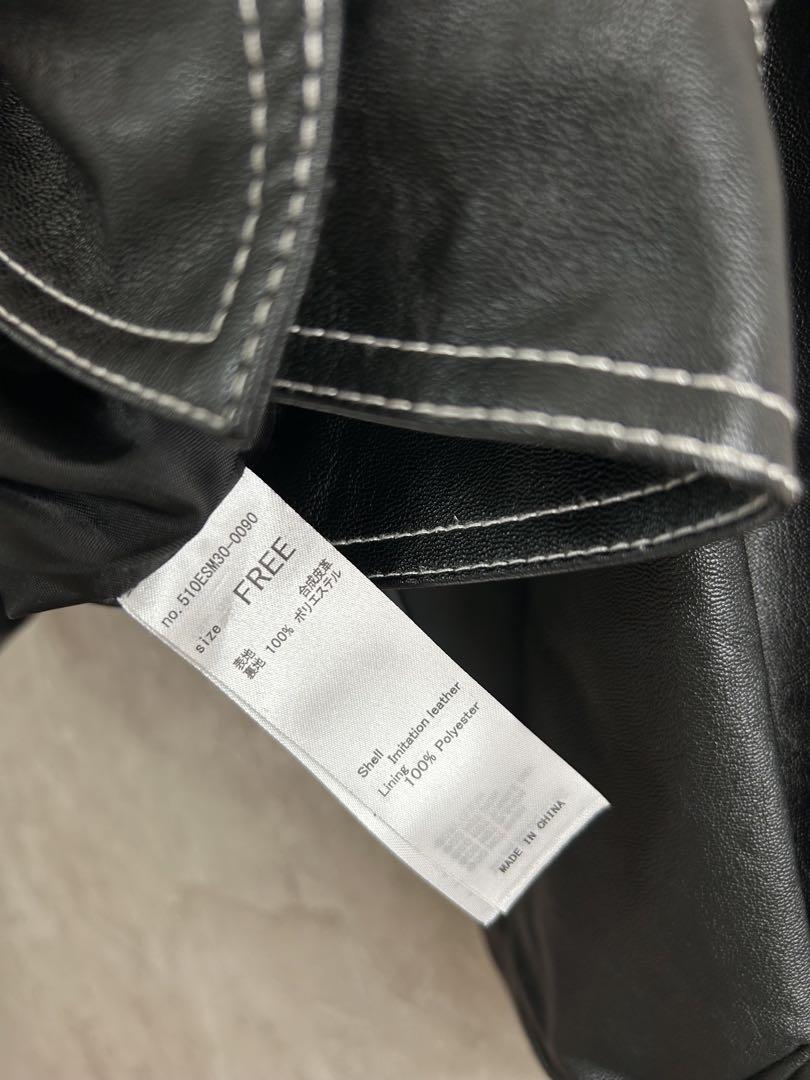 no.510ESM30-0090
size FREE
表地 合成皮革
裏地 100% ポリエステル
Shell Imitation leather
Lining 100% Polyester
MADE IN CHINA